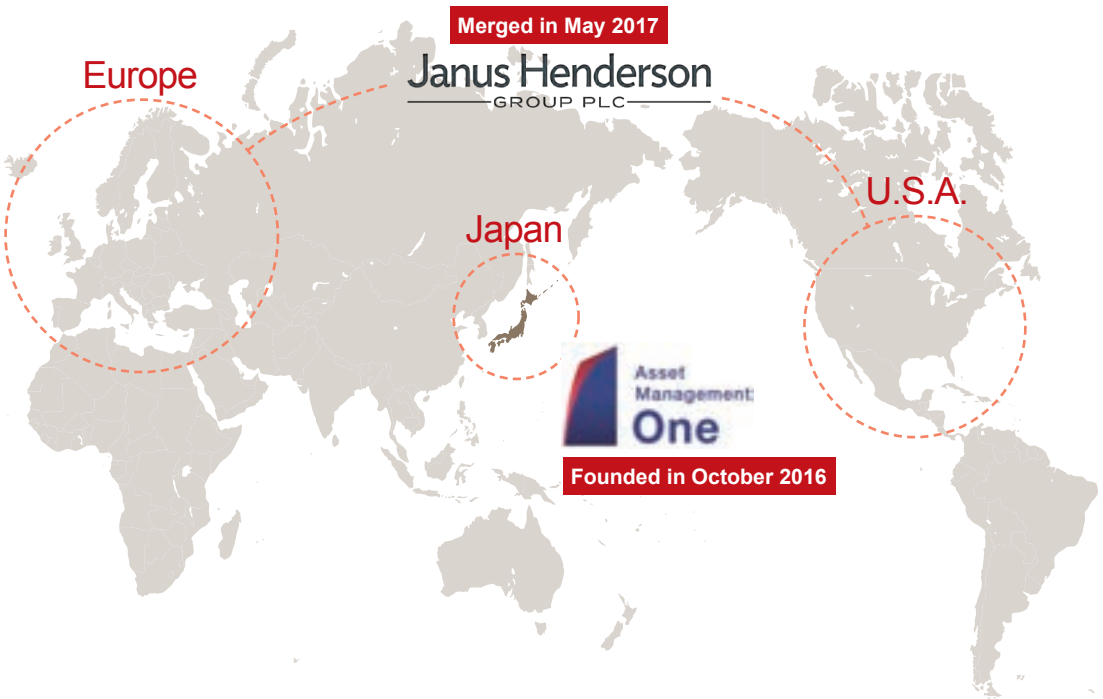 Merged in May 2017
Janus Henderson
GROUP PLC
Europe
U.S.A.
Japan
Asset
Management
One
Founded in October 2016